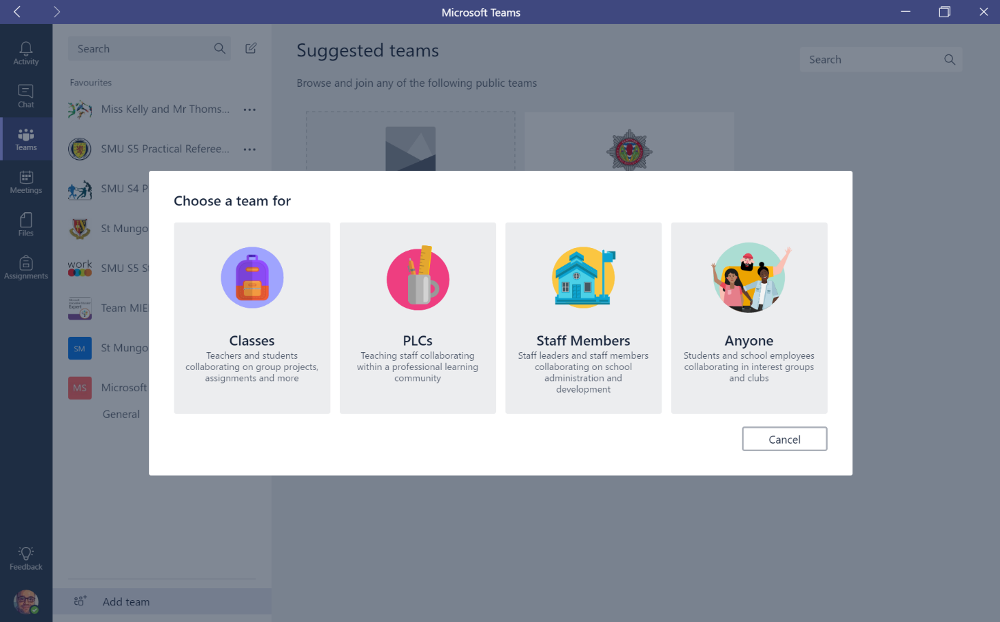 Microsoft Teams
Activity
Chat
Teams
Meetings
Files
Assignments
Feedback
Search
Favourites
Miss Kelly and Mr Thoms...
SMU S5 Practical Referee...
SMU S4 P
St Mungo
work
SMU S5 S
Expert
Team MIE
SM
St Mungo
MS
Microsoft
General
Add team
Suggested teams
Search
Browse and join any of the following public teams
Choose a team for
Classes
Teachers and students
collaborating on group projects,
assignments and more
PLCs
Teaching staff collaborating
within a professional learning
community
Staff Members
Staff leaders and staff members
collaborating on school
administration and
development
Anyone
Students and school employees
collaborating in interest groups
and clubs
Cancel